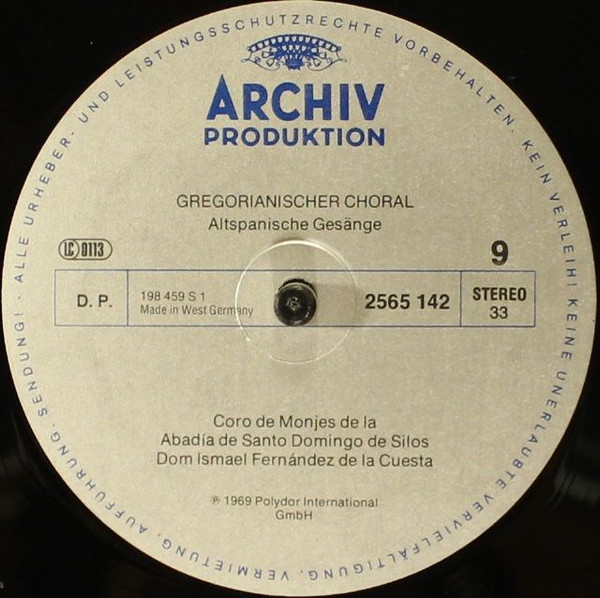 ALLE URHEBER- UND LEISTUNGSSCHUTZRECHTE VORBEHALTEN. KEIN VERLEIH! KEINE UNERLAUBTE VERVIELFÄLTIGUNG, VERMIETUNG, AUFFÜHRUNG, SENDUNG!
ARCHIV
PRODUKTION
GREGORIANISCHER CHORAL
Altspanische Gesänge
LC 0113
9
D. P.
198 459 S 1
Made in West Germany
2565 142
STEREO
33
Coro de Monjes de la
Abadía de Santo Domingo de Silos
Dom Ismael Fernández de la Cuesta
℗ 1969 Polydor International
GmbH